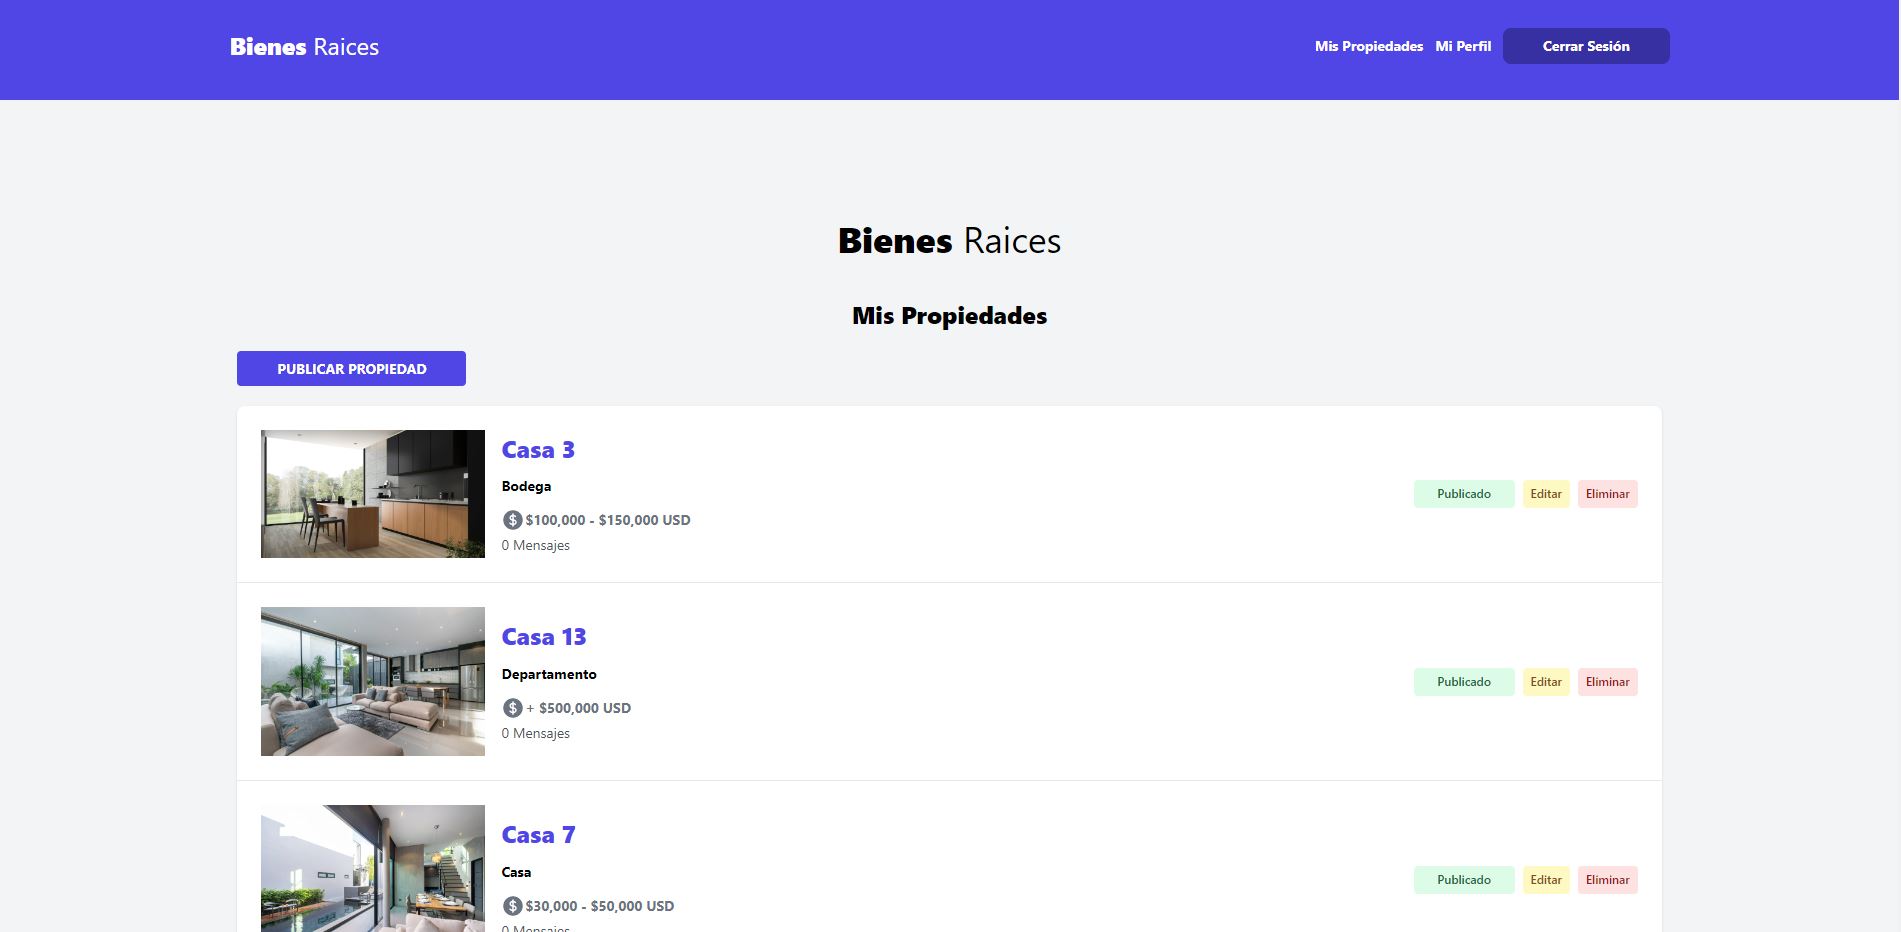 Bienes Raices
Mis Propiedades Mi Perfil Cerrar Sesión
Bienes Raices
Mis Propiedades
PUBLICAR PROPIEDAD
Casa 3
Bodega
$100,000 - $150,000 USD
0 Mensajes
Publicado Editar Eliminar
Casa 13
Departamento
+ $500,000 USD
0 Mensajes
Publicado Editar Eliminar
Casa 7
Casa
$30,000 - $50,000 USD
0 Mensajes
Publicado Editar Eliminar